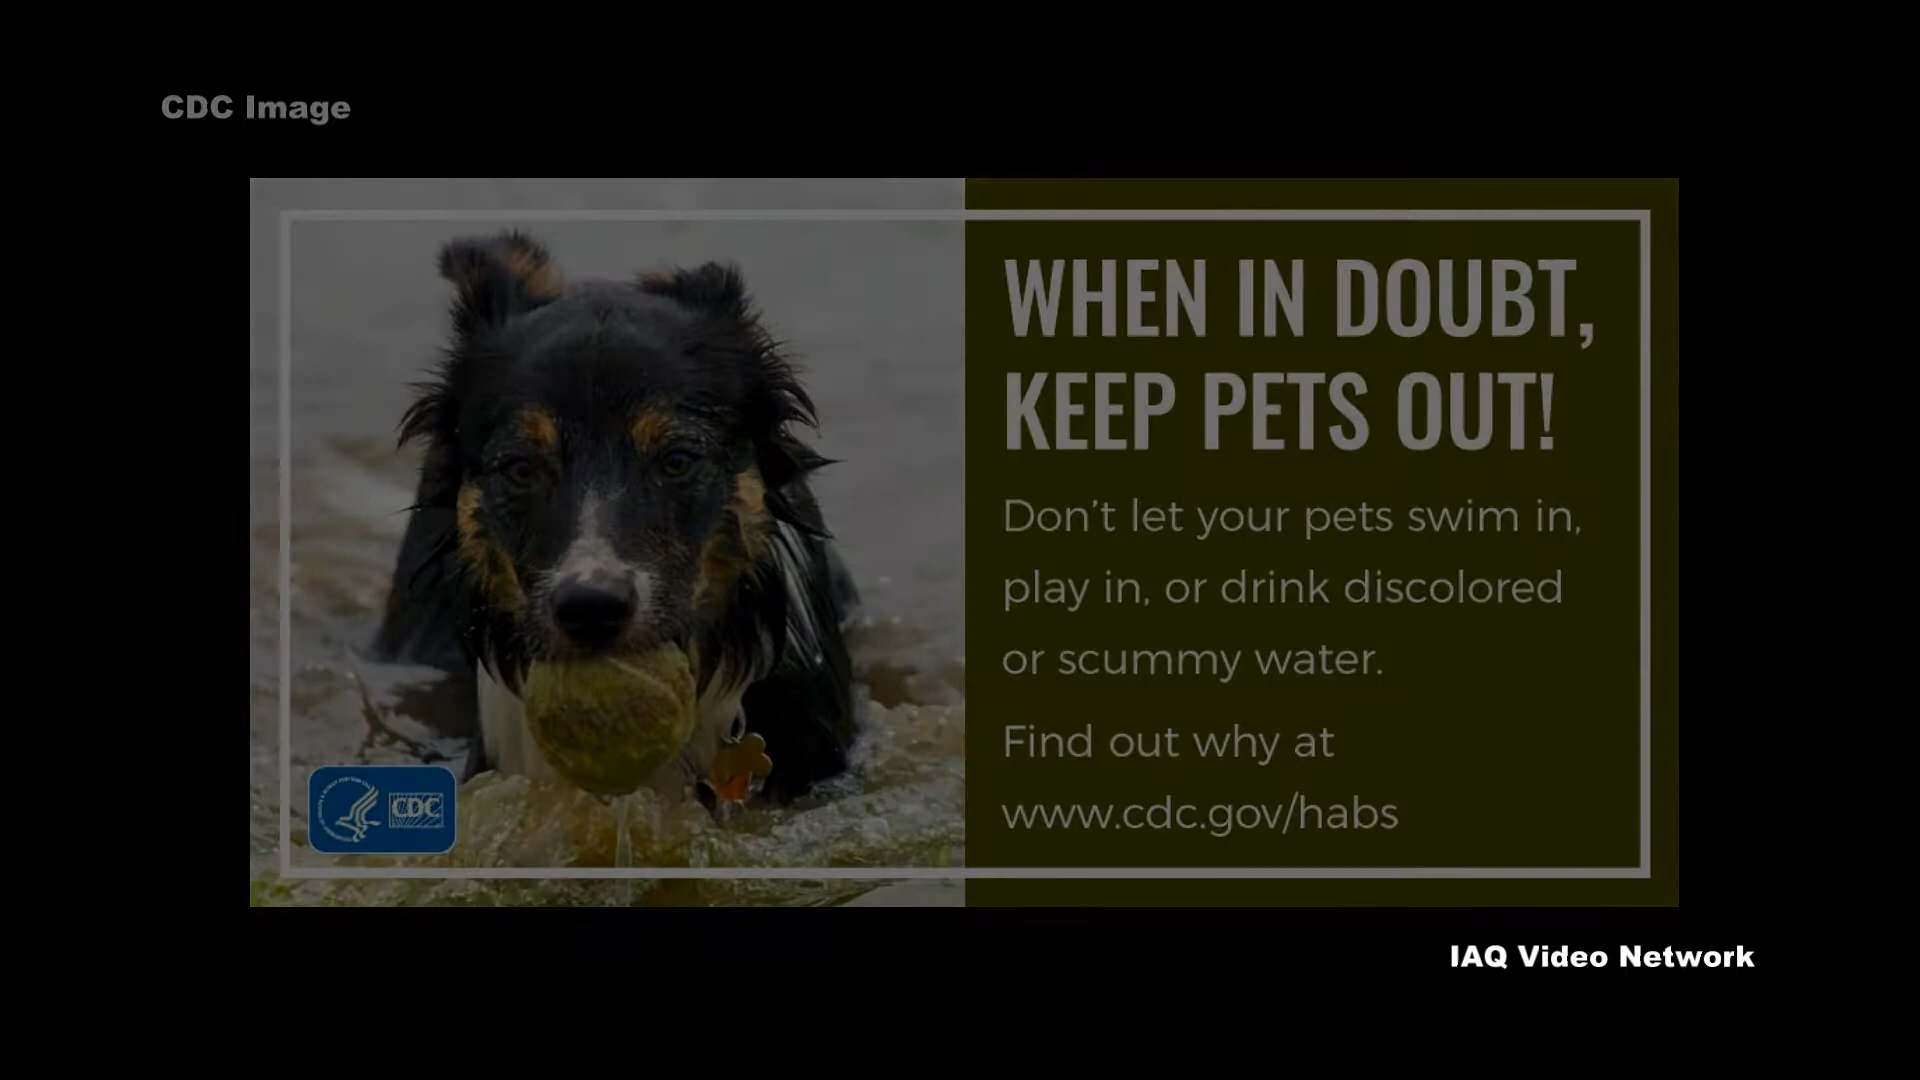 CDC Image
WHEN IN DOUBT,
KEEP PETS OUT!
Don't let your pets swim in,
play in, or drink discolored
or scummy water.
Find out why at
www.cdc.gov/habs
CDC
IAQ Video Network